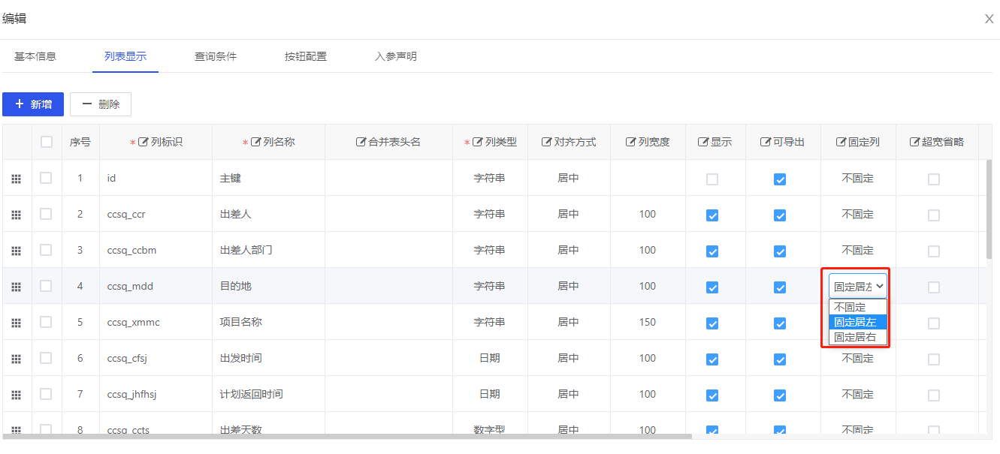 编辑
基本信息 列表显示 查询条件 按钮配置 入参声明
新增 删除
序号 *列标识 *列名称 合并表头名 *列类型 对齐方式 列宽度 显示 可导出 固定列 超宽省略
1 id 主键 字符串 居中 不固定
2 ccsq_ccr 出差人 字符串 居中 100 不固定
3 ccsq_ccbm 出差人部门 字符串 居中 100 不固定
4 ccsq_mdd 目的地 字符串 居中 100 固定居左
不固定
5 ccsq_xmmc 项目名称 字符串 居中 150 固定居左
固定居右
6 ccsq_cfsj 出发时间 日期 居中 100 不固定
7 ccsq_jhfhsj 计划返回时间 日期 居中 100 不固定
8 ccsq_ccts 出差天数 数字型 居中 100 不固定